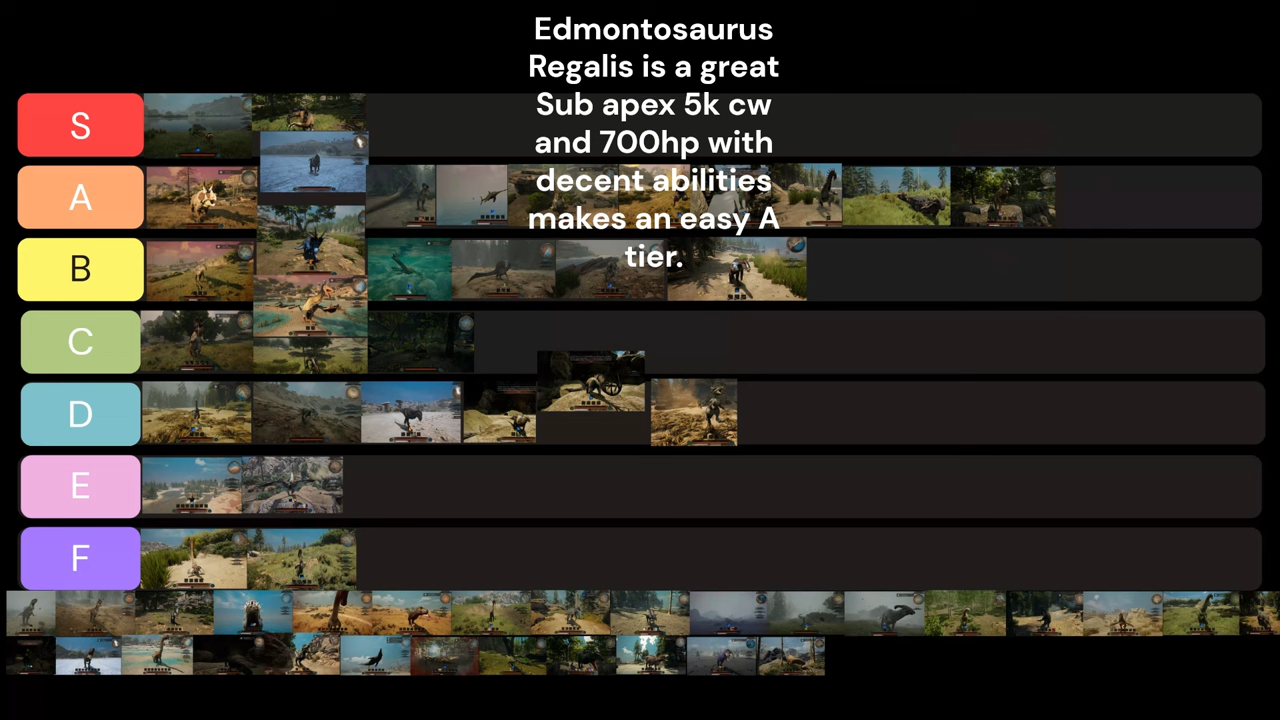 Edmontosaurus
Regalis is a great
Sub apex 5k cw
and 700hp with
decent abilities
makes an easy A
tier.
S
A
B
C
D
E
F